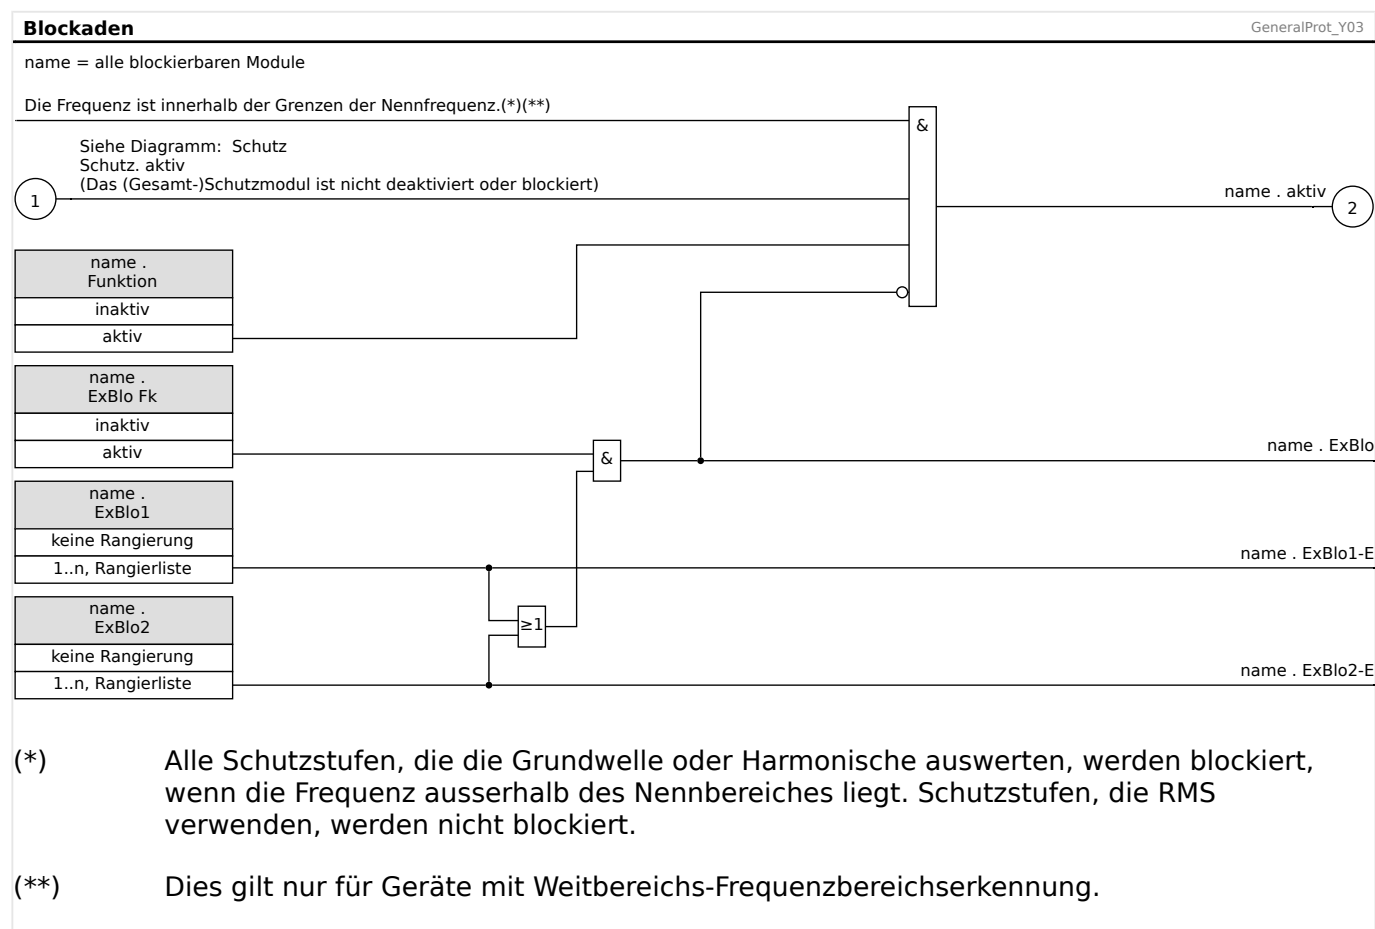 Blockaden
GeneralProt_Y03
name = alle blockierbaren Module
Die Frequenz ist innerhalb der Grenzen der Nennfrequenz.(*)(**)
&
Siehe Diagramm: Schutz
Schutz. aktiv
(Das (Gesamt-)Schutzmodul ist nicht deaktiviert oder blockiert)
1
name . aktiv
2
name .
Funktion
inaktiv
aktiv
name .
ExBlo Fk
inaktiv
aktiv
&
name . ExBlo
name .
ExBlo1
keine Rangierung
1..n, Rangierliste
name . ExBlo1-E
name .
ExBlo2
≥1
keine Rangierung
1..n, Rangierliste
name . ExBlo2-E
(*) Alle Schutzstufen, die die Grundwelle oder Harmonische auswerten, werden blockiert,
wenn die Frequenz ausserhalb des Nennbereiches liegt. Schutzstufen, die RMS
verwenden, werden nicht blockiert.
(**) Dies gilt nur für Geräte mit Weitbereichs-Frequenzbereichserkennung.